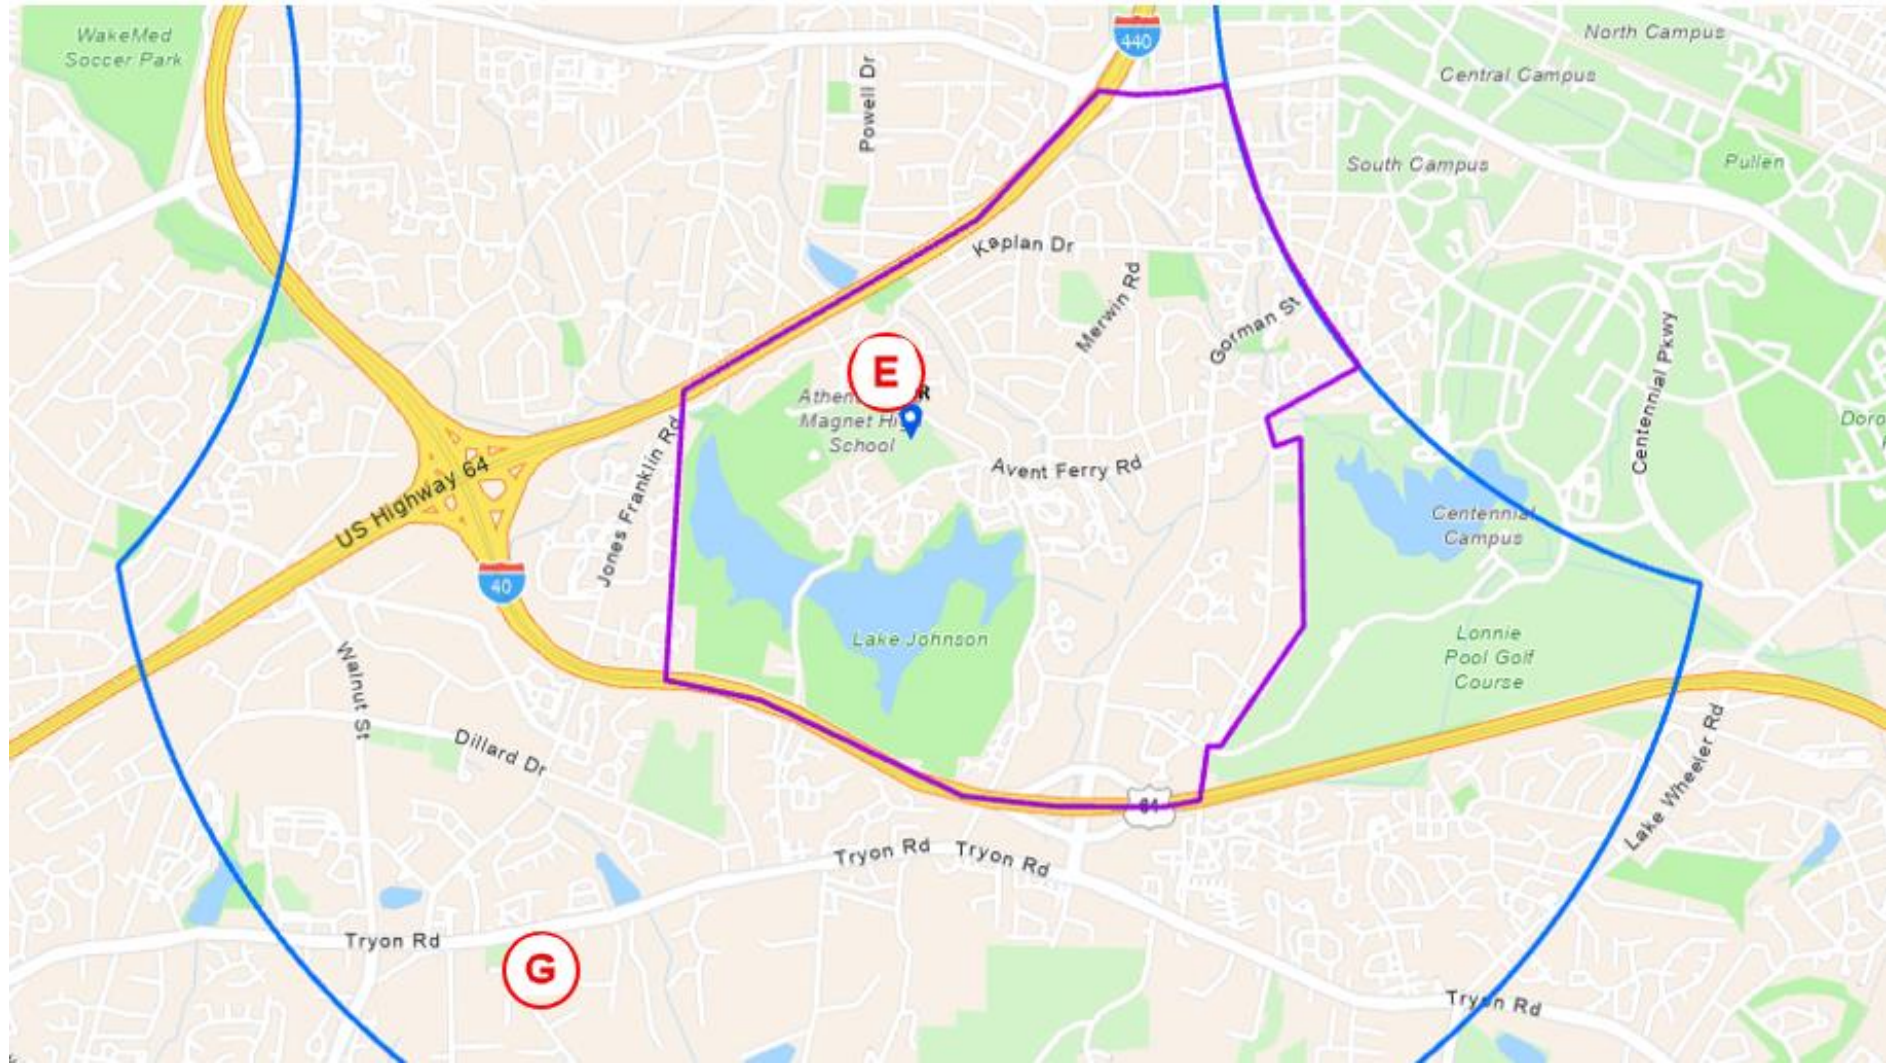 WakeMed
Soccer Park
440
North Campus
Central Campus
Powell Dr
South Campus
Pullen
Kaplan Dr
Merwin Rd
Gorman St
Centennial Pkwy
E
R
Magnet
School
Jones Franklin Rd
Avent Ferry Rd
US Highway 64
Centennial
Campus
40
Lake Johnson
Lonnie
Pool Golf
Course
Walnut St
Dillard Dr
Lake Wheeler Rd
Tryon Rd
Tryon Rd
Tryon Rd
G
Tryon Rd